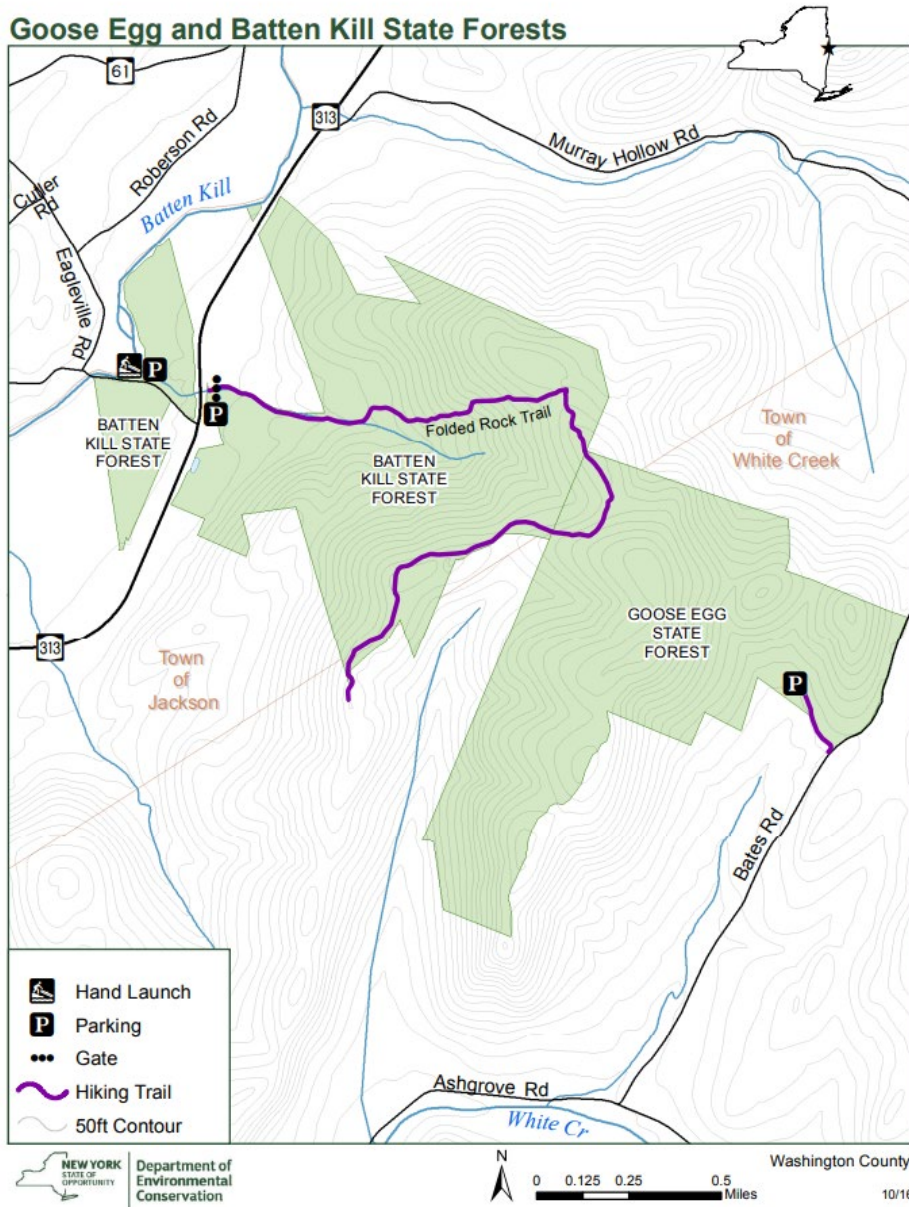 Goose Egg and Batten Kill State Forests
61
313
Roberson Rd
Murray Hollow Rd
Cutler
Rd
Batten Kill
Eagleville Rd
P
P
BATTEN
KILL STATE
FOREST
Folded Rock Trail
BATTEN
KILL STATE
FOREST
Town
of
White Creek
GOOSE EGG
STATE
FOREST
313
Town
of
Jackson
P
Bates Rd
Hand Launch
P Parking
Gate
Hiking Trail
50ft Contour
Ashgrove Rd
White Cr
NEW YORK
STATE OF
OPPORTUNITY
Department of
Environmental
Conservation
N
0 0.125 0.25 0.5
Miles
Washington County
10/16